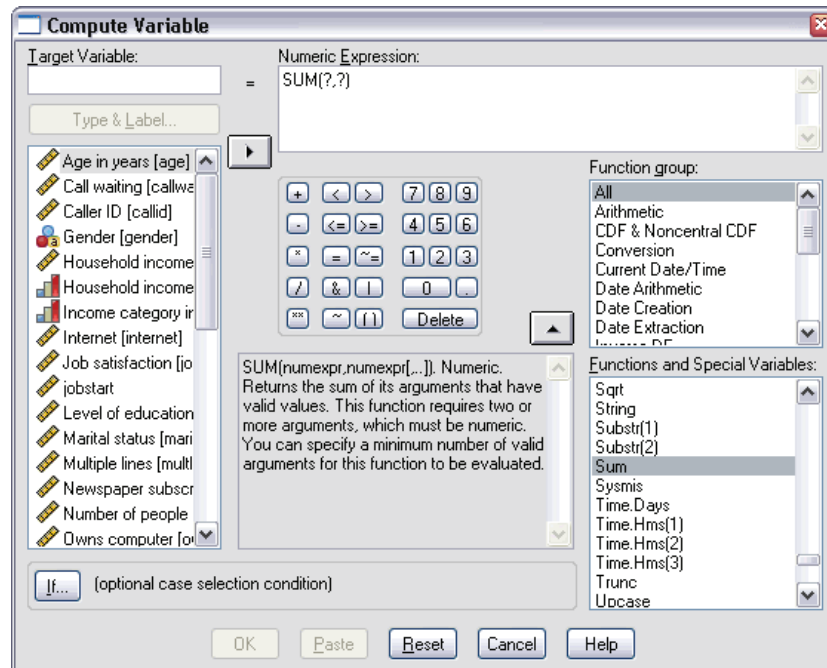 Compute Variable
Target Variable:
=
Type & Label...
Numeric Expression:
SUM(?,?)
Age in years [age]
Call waiting [callwa
Caller ID [callid]
Gender [gender]
Household income
Household income
Income category in
Internet [internet]
Job satisfaction [jo
jobstart
Level of education
Marital status [mari
Multiple lines [multl
Newspaper subscr
Number of people
Owns computer [ow
+ < > 7 8 9
- <= >= 4 5 6
* = ~= 1 2 3
/ & | 0 .
** ~ ( ) Delete
SUM(numexpr,numexpr[,..]). Numeric.
Returns the sum of its arguments that have
valid values. This function requires two or
more arguments, which must be numeric.
You can specify a minimum number of valid
arguments for this function to be evaluated.
Function group:
All
Arithmetic
CDF & Noncentral CDF
Conversion
Current Date/Time
Date Arithmetic
Date Creation
Date Extraction
Inverse DF
Functions and Special Variables:
Sqrt
String
Substr(1)
Substr(2)
Sum
Sysmis
Time.Days
Time.Hms(1)
Time.Hms(2)
Time.Hms(3)
Trunc
Upcase
If... (optional case selection condition)
OK Paste Reset Cancel Help